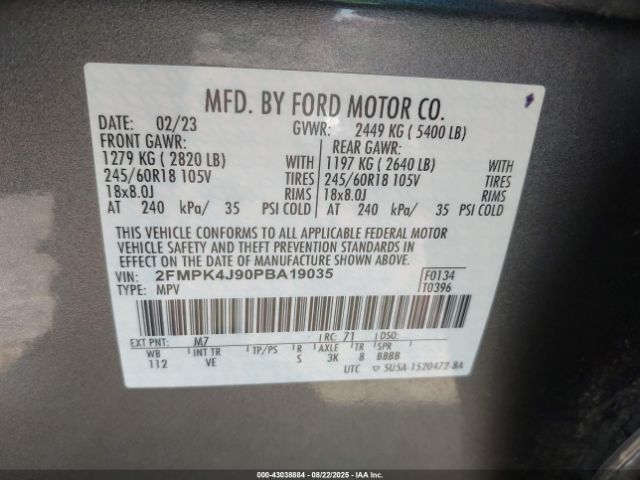 MFD. BY FORD MOTOR CO.
DATE: 02/23 GVWR: 2449 KG ( 5400 LB)
FRONT GAWR: REAR GAWR:
1279 KG ( 2820 LB) WITH 1197 KG ( 2640 LB) WITH
245/60R18 105V TIRES 245/60R18 105V TIRES
18x8.0J RIMS 18x8.0J RIMS
AT 240 kPa/ 35 PSI COLD AT 240 kPa/ 35 PSI COLD
THIS VEHICLE CONFORMS TO ALL APPLICABLE FEDERAL MOTOR
VEHICLE SAFETY AND THEFT PREVENTION STANDARDS IN
EFFECT ON THE DATE OF MANUFACTURE SHOWN ABOVE.
VIN: 2FMPK4J90PBA19035 F0134
TYPE: MPV T0396
EXT PNT: M7 RC: 71 DSO:
WB INT TR TP/PS R AXLE TR SPR
112 VE S 3K 8 BBBB
UTC 5U5A-1520472-BA
000-43038884 | 08/22/2025 | IAAI.COM